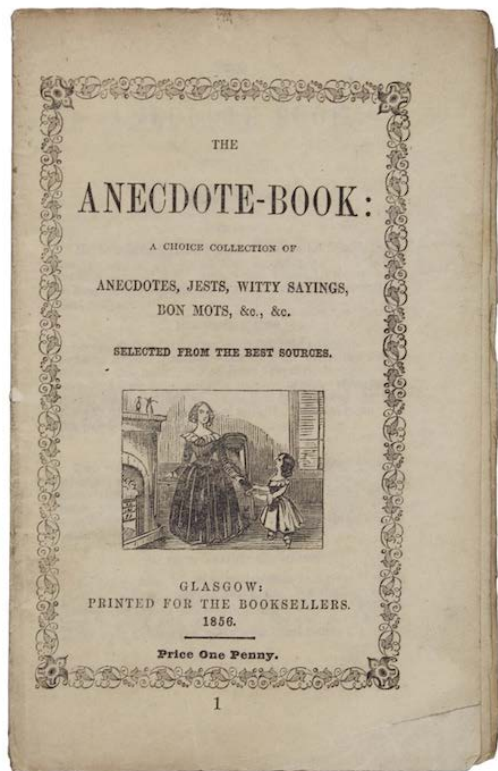 THE
ANECDOTE-BOOK:
A CHOICE COLLECTION OF
ANECDOTES, JESTS, WITTY SAYINGS,
BON MOTS, &c., &c.
SELECTED FROM THE BEST SOURCES.
GLASGOW:
PRINTED FOR THE BOOKSELLERS.
1856.
Price One Penny.
1